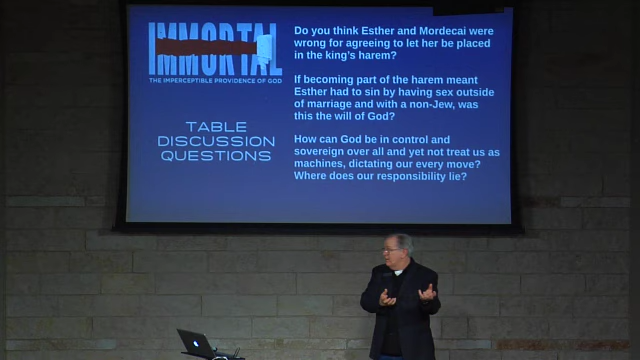 IMMORTAL
THE IMPERCEPTIBLE PROVIDENCE OF GOD
TABLE
DISCUSSION
QUESTIONS
Do you think Esther and Mordecai were
wrong for agreeing to let her be placed
in the king's harem?
If becoming part of the harem meant
Esther had to sin by having sex outside
of marriage and with a non-Jew, was
this the will of God?
How can God be in control and
sovereign over all and yet not treat us as
machines, dictating our every move?
Where does our responsibility lie?